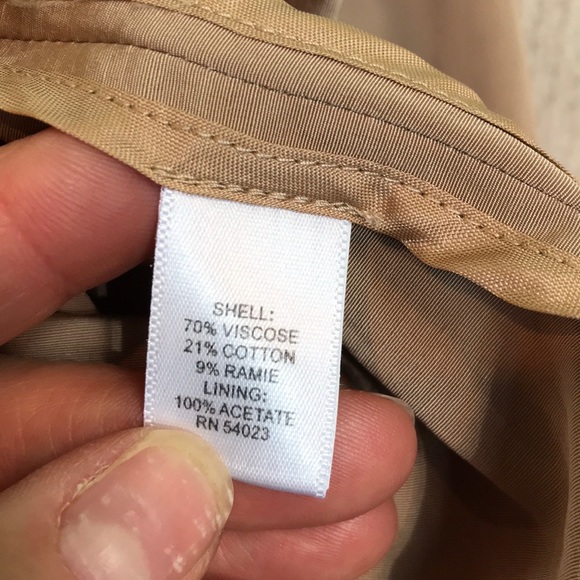 SHELL:
70% VISCOSE
21% COTTON
9% RAMIE
LINING:
100% ACETATE
RN 54023